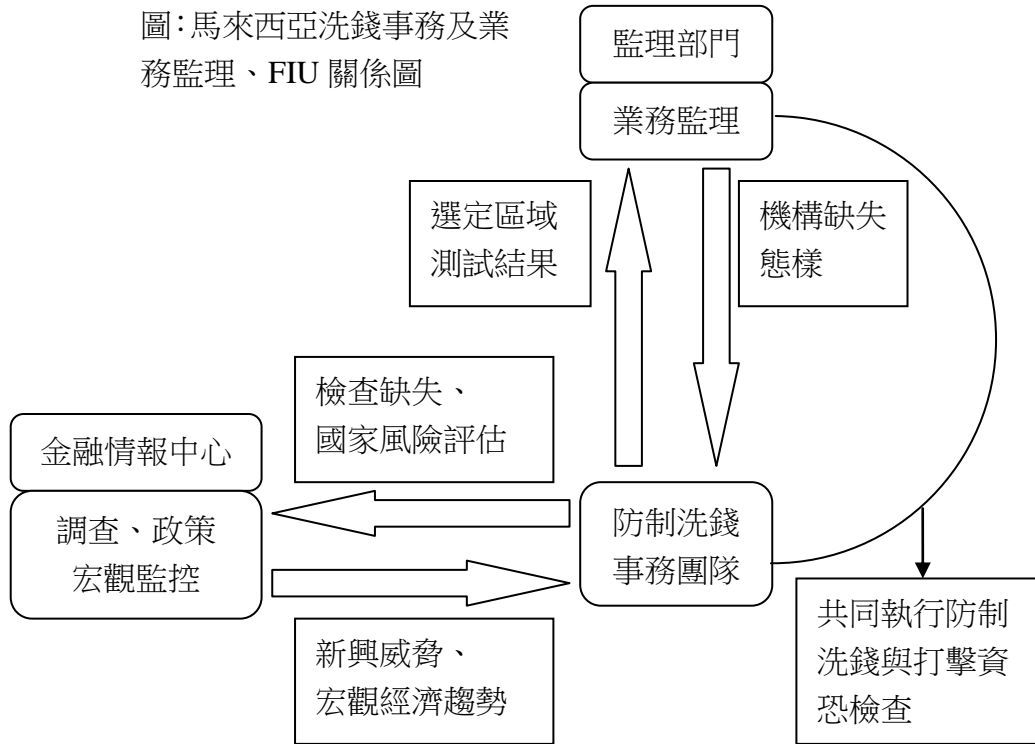 圖：馬來西亞洗錢事務及業
務監理、FIU 關係圖
監理部門
業務監理
選定區域
測試結果
機構缺失
態樣
檢查缺失、
國家風險評估
金融情報中心
調查、政策
宏觀監控
防制洗錢
事務團隊
新興威脅、
宏觀經濟趨勢
共同執行防制
洗錢與打擊資
恐檢查